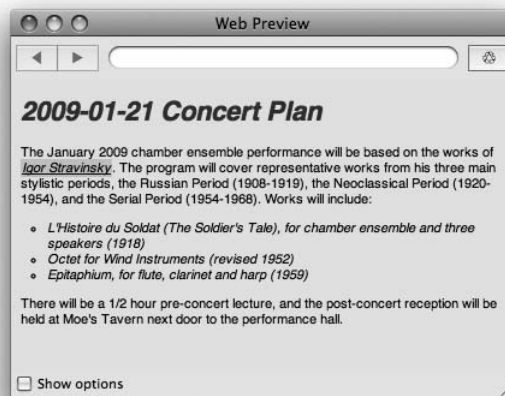 Web Preview
2009-01-21 Concert Plan
The January 2009 chamber ensemble performance will be based on the works of
Igor Stravinsky. The program will cover representative works from his three main
stylistic periods, the Russian Period (1908-1919), the Neoclassical Period (1920-
1954), and the Serial Period (1954-1968). Works will include:
L'Histoire du Soldat (The Soldier's Tale), for chamber ensemble and three
speakers (1918)
Octet for Wind Instruments (revised 1952)
Epitaphium, for flute, clarinet and harp (1959)
There will be a 1/2 hour pre-concert lecture, and the post-concert reception will be
held at Moe's Tavern next door to the performance hall.
Show options